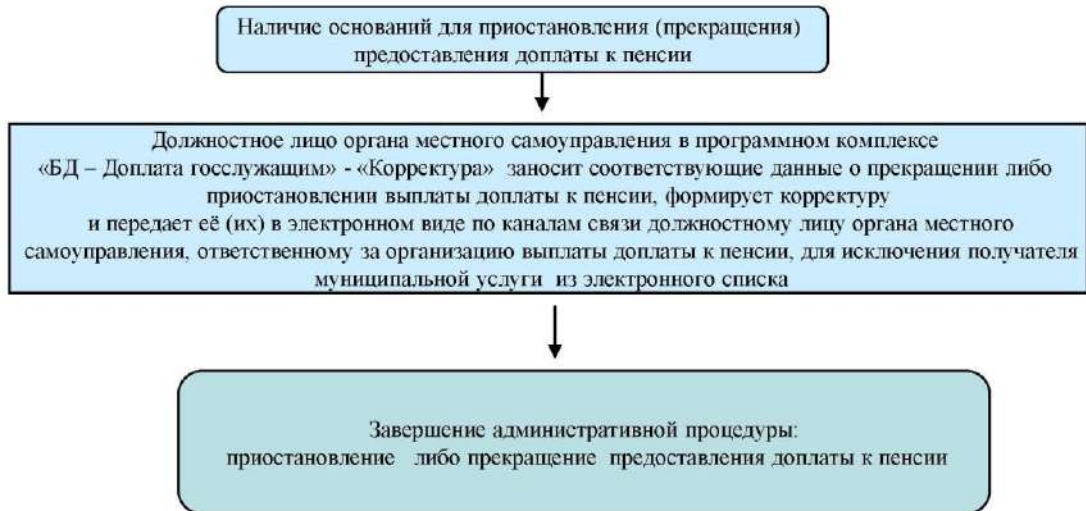 Наличие оснований для приостановления (прекращения)
предоставления доплаты к пенсии
Должностное лицо органа местного самоуправления в программном комплексе
«БД – Доплата госслужащим» - «Корректура» заносит соответствующие данные о прекращении либо
приостановлении выплаты доплаты к пенсии, формирует корректуру
и передает её (их) в электронном виде по каналам связи должностному лицу органа местного
самоуправления, ответственному за организацию выплаты доплаты к пенсии, для исключения получателя
муниципальной услуги из электронного списка
Завершение административной процедуры:
приостановление либо прекращение предоставления доплаты к пенсии